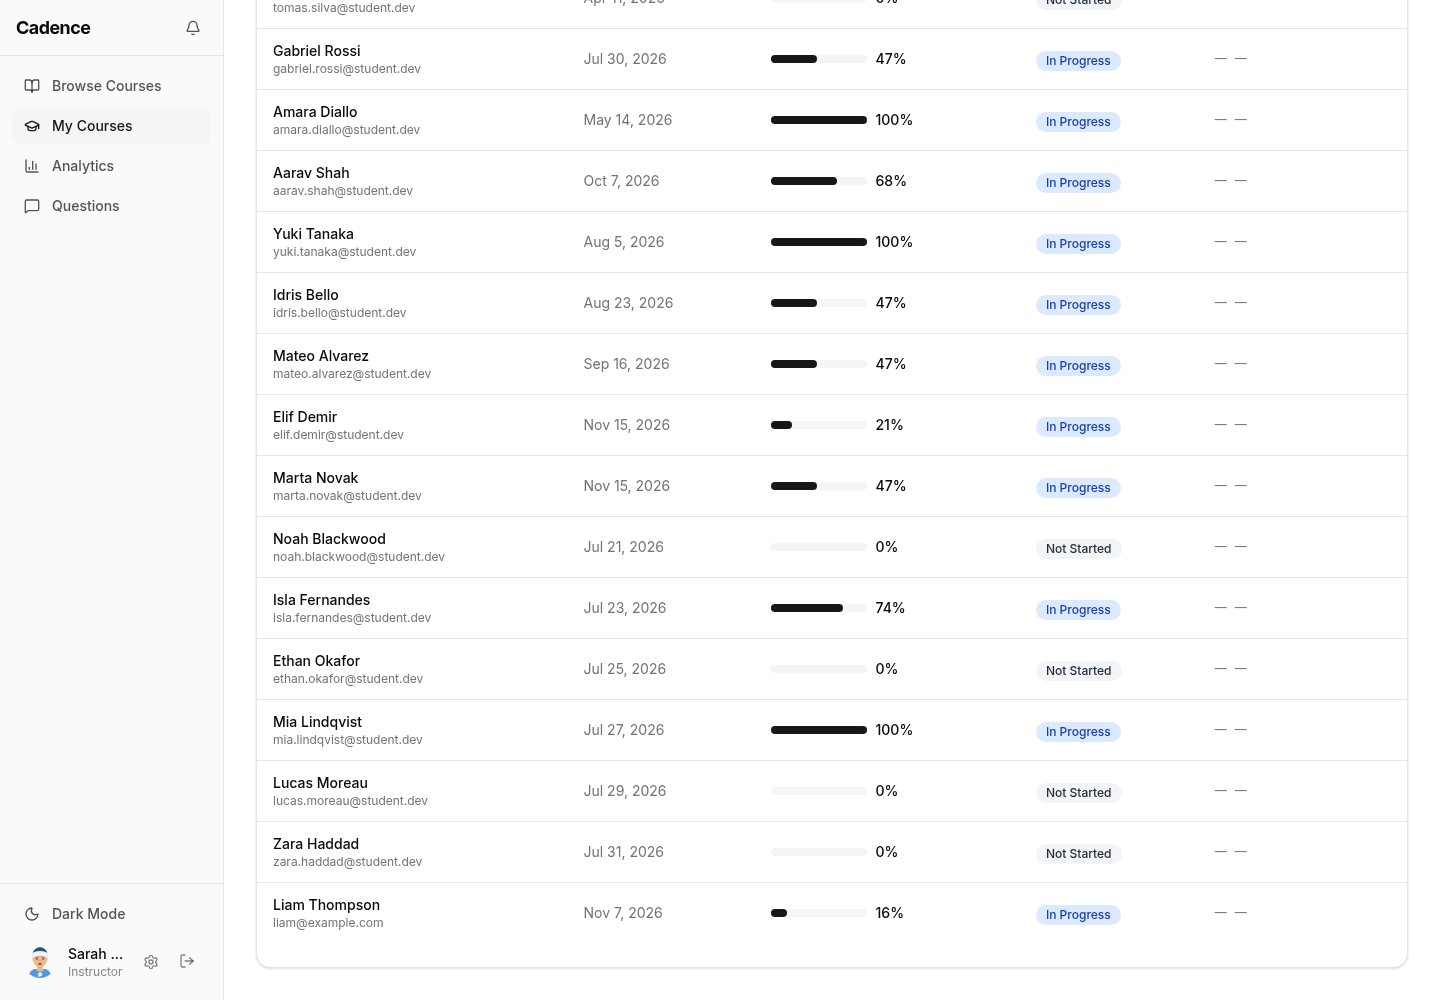 Cadence
Browse Courses
My Courses
Analytics
Questions
Dark Mode
Sarah ...
Instructor
tomas.silva@student.dev
Not Started
Gabriel Rossi
gabriel.rossi@student.dev
Jul 30, 2026
47%
In Progress
— —
Amara Diallo
amara.diallo@student.dev
May 14, 2026
100%
In Progress
— —
Aarav Shah
aarav.shah@student.dev
Oct 7, 2026
68%
In Progress
— —
Yuki Tanaka
yuki.tanaka@student.dev
Aug 5, 2026
100%
In Progress
— —
Idris Bello
idris.bello@student.dev
Aug 23, 2026
47%
In Progress
— —
Mateo Alvarez
mateo.alvarez@student.dev
Sep 16, 2026
47%
In Progress
— —
Elif Demir
elif.demir@student.dev
Nov 15, 2026
21%
In Progress
— —
Marta Novak
marta.novak@student.dev
Nov 15, 2026
47%
In Progress
— —
Noah Blackwood
noah.blackwood@student.dev
Jul 21, 2026
0%
Not Started
— —
Isla Fernandes
isla.fernandes@student.dev
Jul 23, 2026
74%
In Progress
— —
Ethan Okafor
ethan.okafor@student.dev
Jul 25, 2026
0%
Not Started
— —
Mia Lindqvist
mia.lindqvist@student.dev
Jul 27, 2026
100%
In Progress
— —
Lucas Moreau
lucas.moreau@student.dev
Jul 29, 2026
0%
Not Started
— —
Zara Haddad
zara.haddad@student.dev
Jul 31, 2026
0%
Not Started
— —
Liam Thompson
liam@example.com
Nov 7, 2026
16%
In Progress
— —